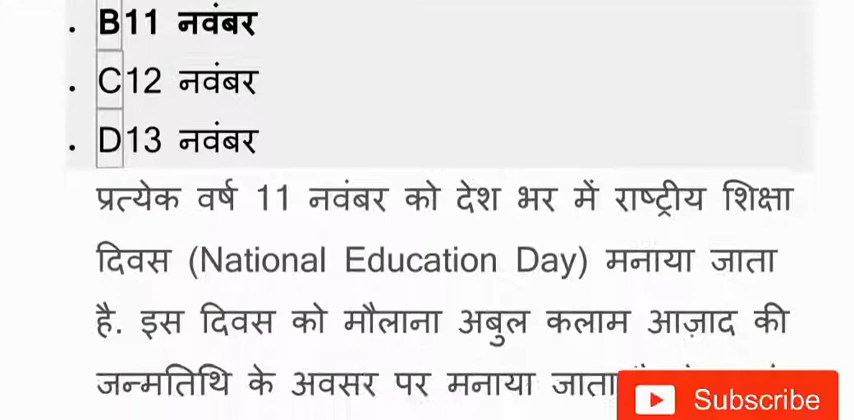 . B11 नवंबर
. C12 नवंबर
. D13 नवंबर
प्रत्येक वर्ष 11 नवंबर को देश भर में राष्ट्रीय शिक्षा
दिवस (National Education Day) मनाया जाता
है. इस दिवस को मौलाना अबुल कलाम आज़ाद की
जन्मतिथि के अवसर पर मनाया जाता
Subscribe